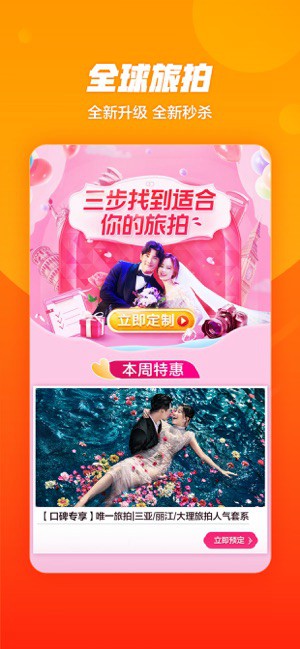 全球旅拍
全新升级 全新秒杀
三步找到适合
你的旅拍
立即定制
本周特惠
【口碑专享】唯一旅拍|三亚/丽江/大理旅拍人气套系
立即预定